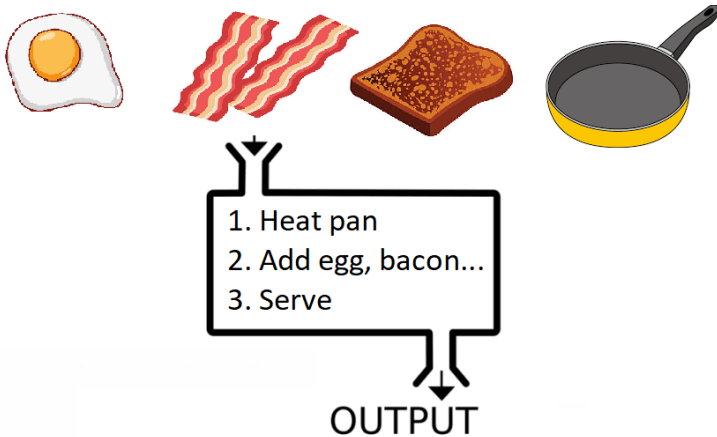 1. Heat pan
2. Add egg, bacon...
3. Serve
OUTPUT